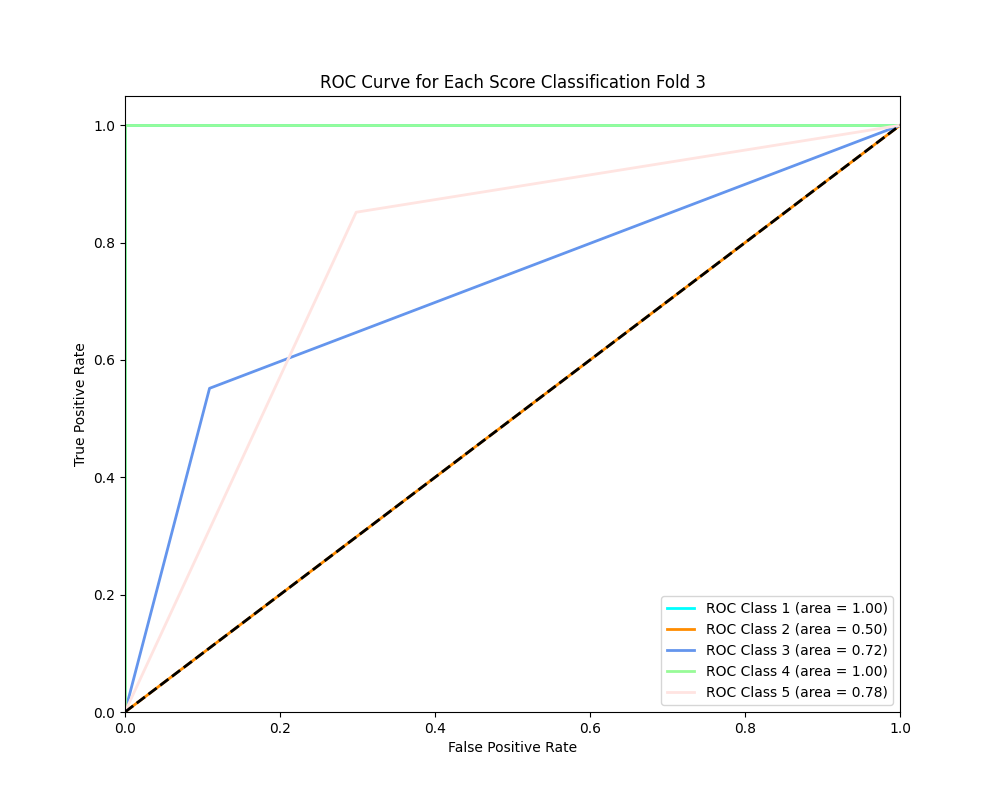 ROC Curve for Each Score Classification Fold 3
True Positive Rate
1.0
0.8
0.6
0.4
0.2
0.0
0.0 0.2 0.4 0.6 0.8 1.0
False Positive Rate
ROC Class 1 (area = 1.00)
ROC Class 2 (area = 0.50)
ROC Class 3 (area = 0.72)
ROC Class 4 (area = 1.00)
ROC Class 5 (area = 0.78)